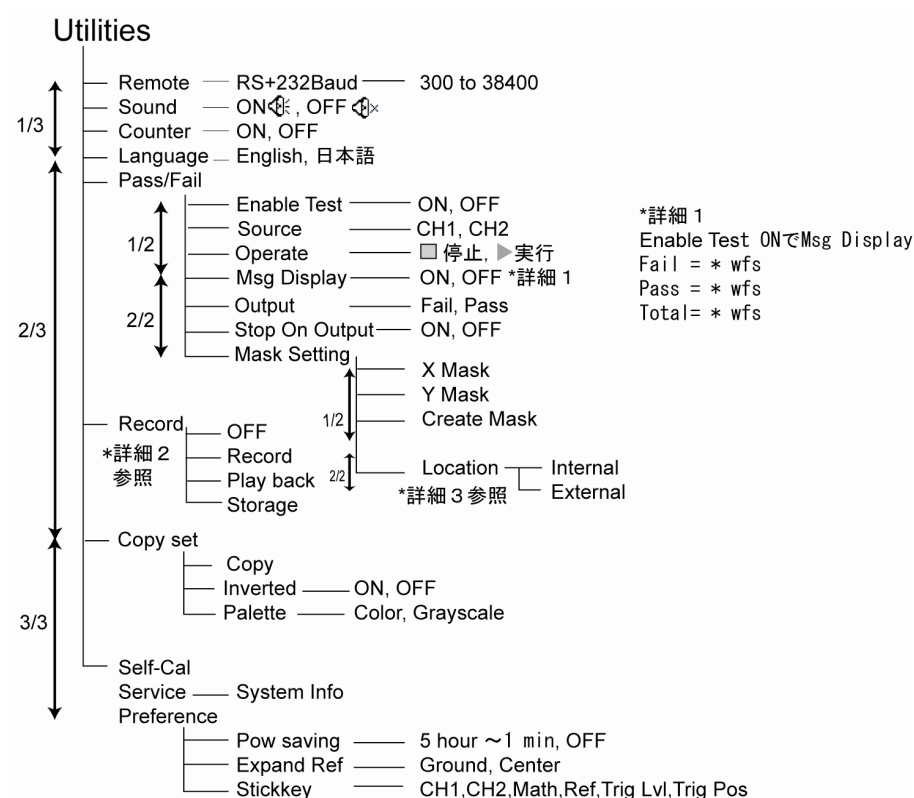 Utilities
Remote RS+232Baud 300 to 38400
Sound ON , OFF
1/3
Counter ON, OFF
Language English, 日本語
Pass/Fail
Enable Test ON, OFF
Source CH1, CH2
1/2
Operate 停止, 実行
Msg Display ON, OFF *詳細1
Output Fail, Pass
2/2
Stop On Output ON, OFF
Mask Setting
*詳細1
Enable Test ONでMsg Display
Fail = * wfs
Pass = * wfs
Total= * wfs
2/3
X Mask
Y Mask
1/2
Create Mask
2/2
Location Internal
External
*詳細3参照
Record
*詳細2
参照
OFF
Record
Play back
Storage
Copy set
Copy
Inverted ON, OFF
Palette Color, Grayscale
3/3
Self-Cal
Service System Info
Preference
Pow saving 5 hour ~1 min, OFF
Expand Ref Ground, Center
Stickkey CH1,CH2,Math,Ref,Trig Lvl,Trig Pos